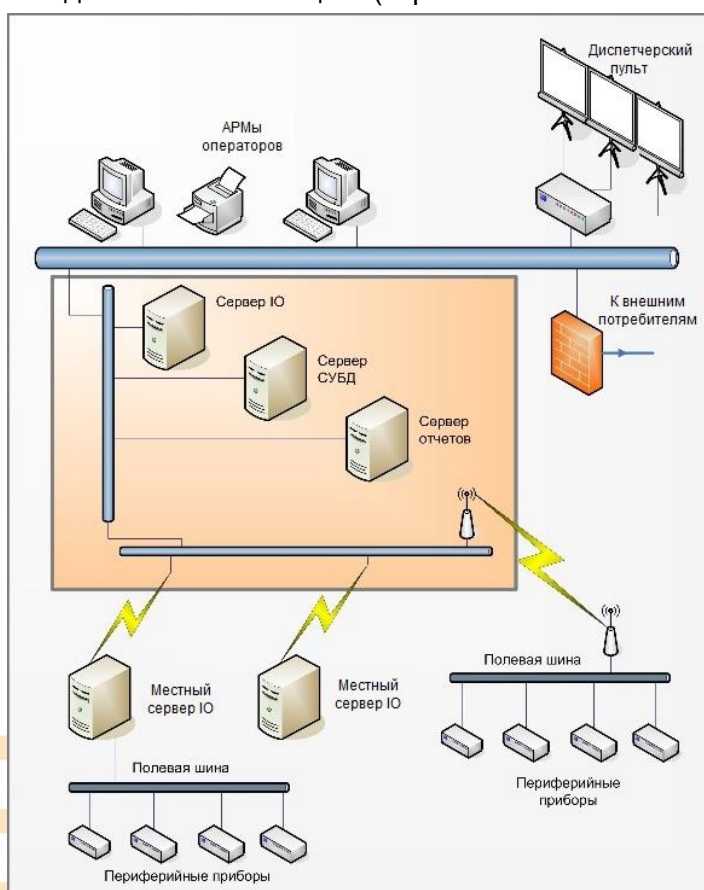 Диспетчерский
пульт
АРМы
операторов
К внешним
потребителям
Сервер IO
Сервер
СУБД
Сервер
отчетов
Полевая шина
Местный
сервер IO
Местный
сервер IO
Полевая шина
Периферийные
приборы
Периферийные приборы